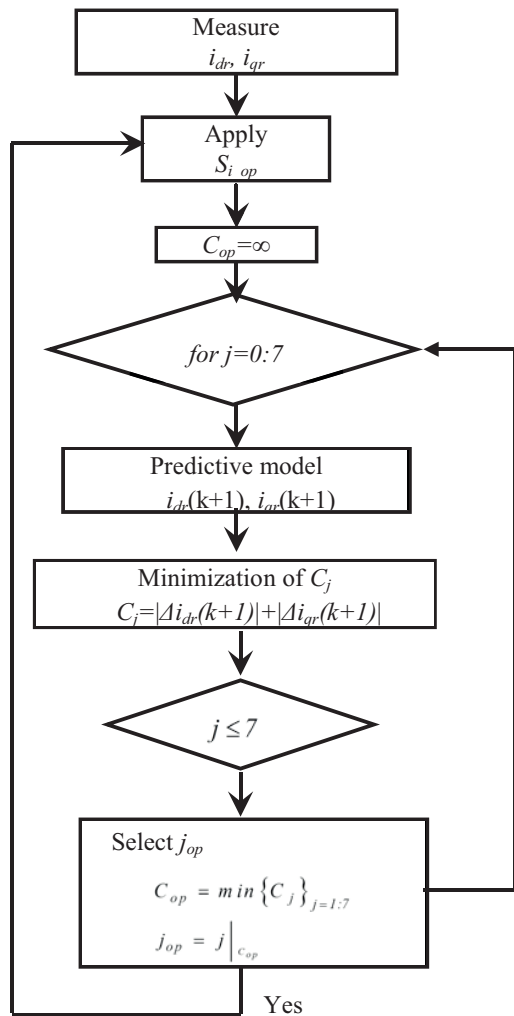 Measure
i_dr, i_qr
Apply
S_i op
C_op=∞
for j=0:7
Predictive model
i_dr(k+1), i_qr(k+1)
Minimization of C_j
C_j=|Δi_dr(k+1)|+|Δi_qr(k+1)|
j ≤ 7
Select j_op
C_op = min {C_j}_j=1:7
j_op = j|_c_op
Yes